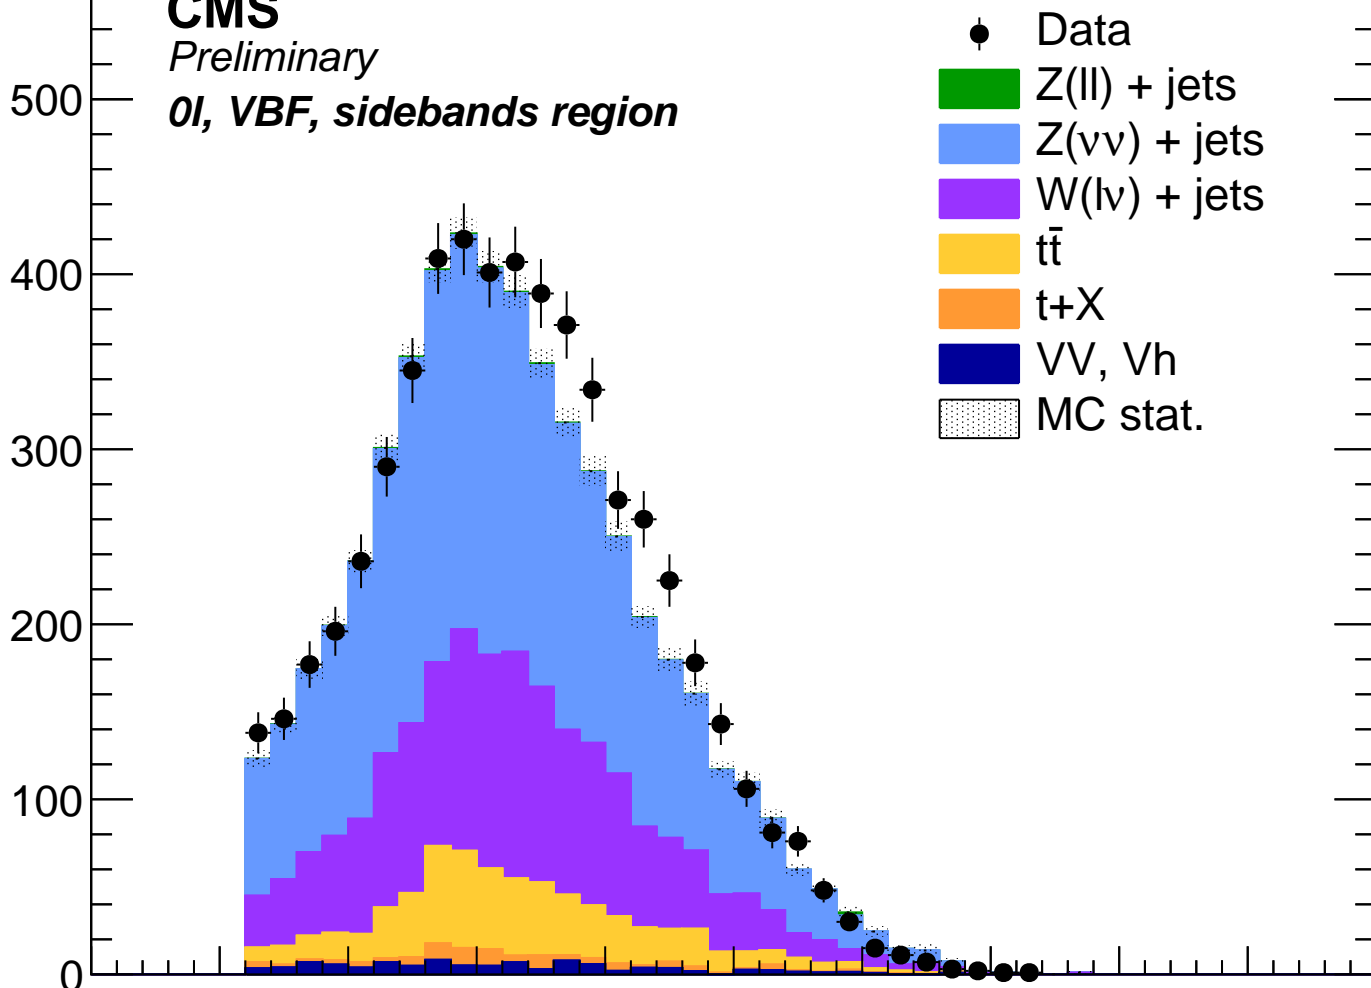 CMS
Preliminary
0l, VBF, sidebands region
Data
Z(ll) + jets
Z(νν) + jets
W(lν) + jets
tt̄
t+X
VV, Vh
MC stat.
500
400
300
200
100
0